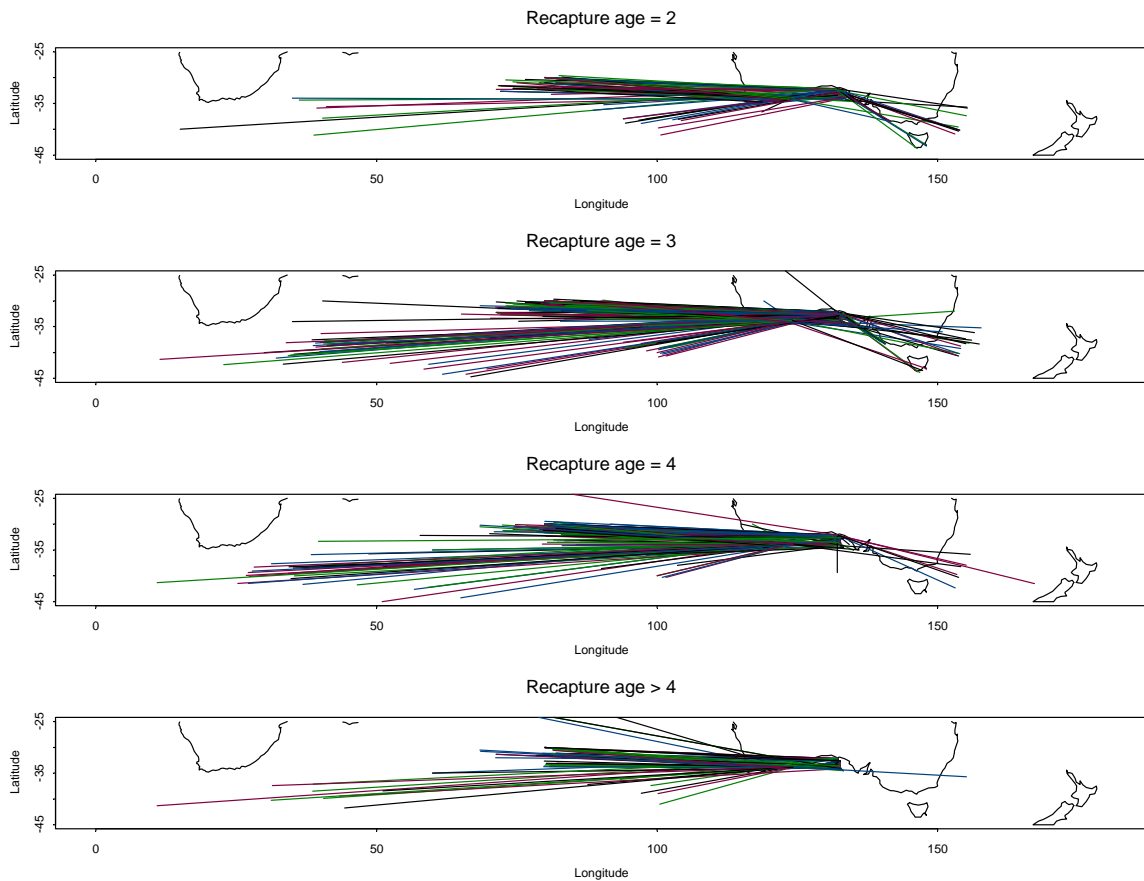 Recapture age = 2
Latitude
-25
-35
-45
0 50 100 150
Longitude
Recapture age = 3
Latitude
-25
-35
-45
0 50 100 150
Longitude
Recapture age = 4
Latitude
-25
-35
-45
0 50 100 150
Longitude
Recapture age > 4
Latitude
-25
-35
-45
0 50 100 150
Longitude